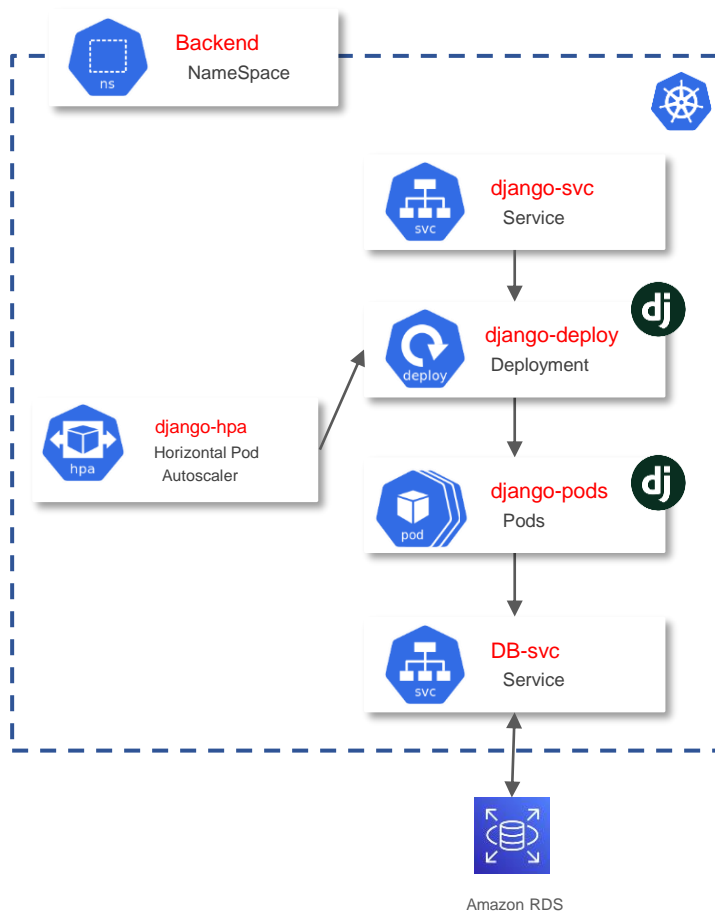 Backend
NameSpace
ns
django-svc
Service
svc
dj
django-deploy
Deployment
deploy
django-hpa
Horizontal Pod
Autoscaler
hpa
dj
django-pods
Pods
pod
DB-svc
Service
svc
Amazon RDS